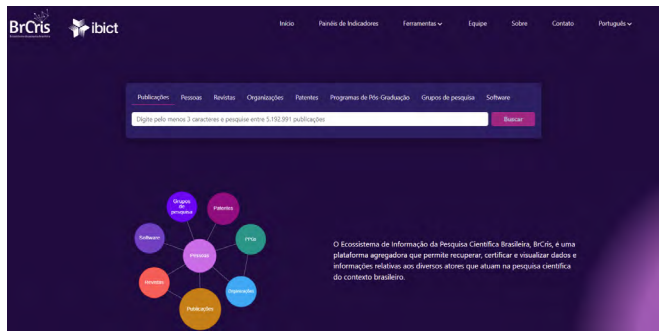 BrCris
ibict
Início Painéis de Indicadores Ferramentas Equipe Sobre Contato Português
Publicações Pessoas Revistas Organizações Patentes Programas de Pós-Graduação Grupos de pesquisa Software
Digite pelo menos 3 caracteres e pesquise entre 5.192.991 publicações Buscar
Grupos
de
pesquisa
Patentes
Software
PPGs
Pessoas
Revistas
Organizações
Publicações
O Ecossistema de Informação da Pesquisa Científica Brasileira, BrCris, é uma
plataforma agregadora que permite recuperar, certificar e visualizar dados e
informações relativas aos diversos atores que atuam na pesquisa científica
do contexto brasileiro.